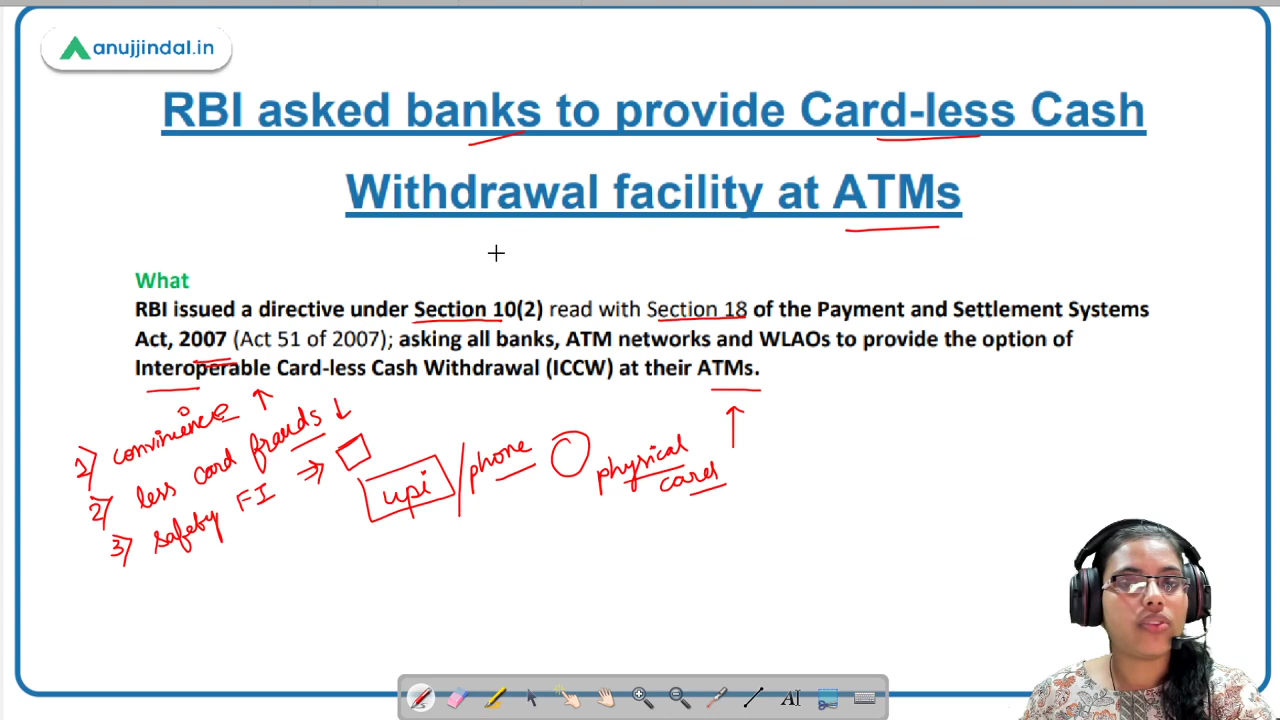 anujjindal.in
RBI asked banks to provide Card-less Cash
Withdrawal facility at ATMs
What
RBI issued a directive under Section 10(2) read with Section 18 of the Payment and Settlement Systems
Act, 2007 (Act 51 of 2007); asking all banks, ATM networks and WLAOs to provide the option of
Interoperable Card-less Cash Withdrawal (ICCW) at their ATMs.
1) convinience ↑
2) less card frauds ↓
3) safety FI ⇒
upi / phone
physical
card
AI